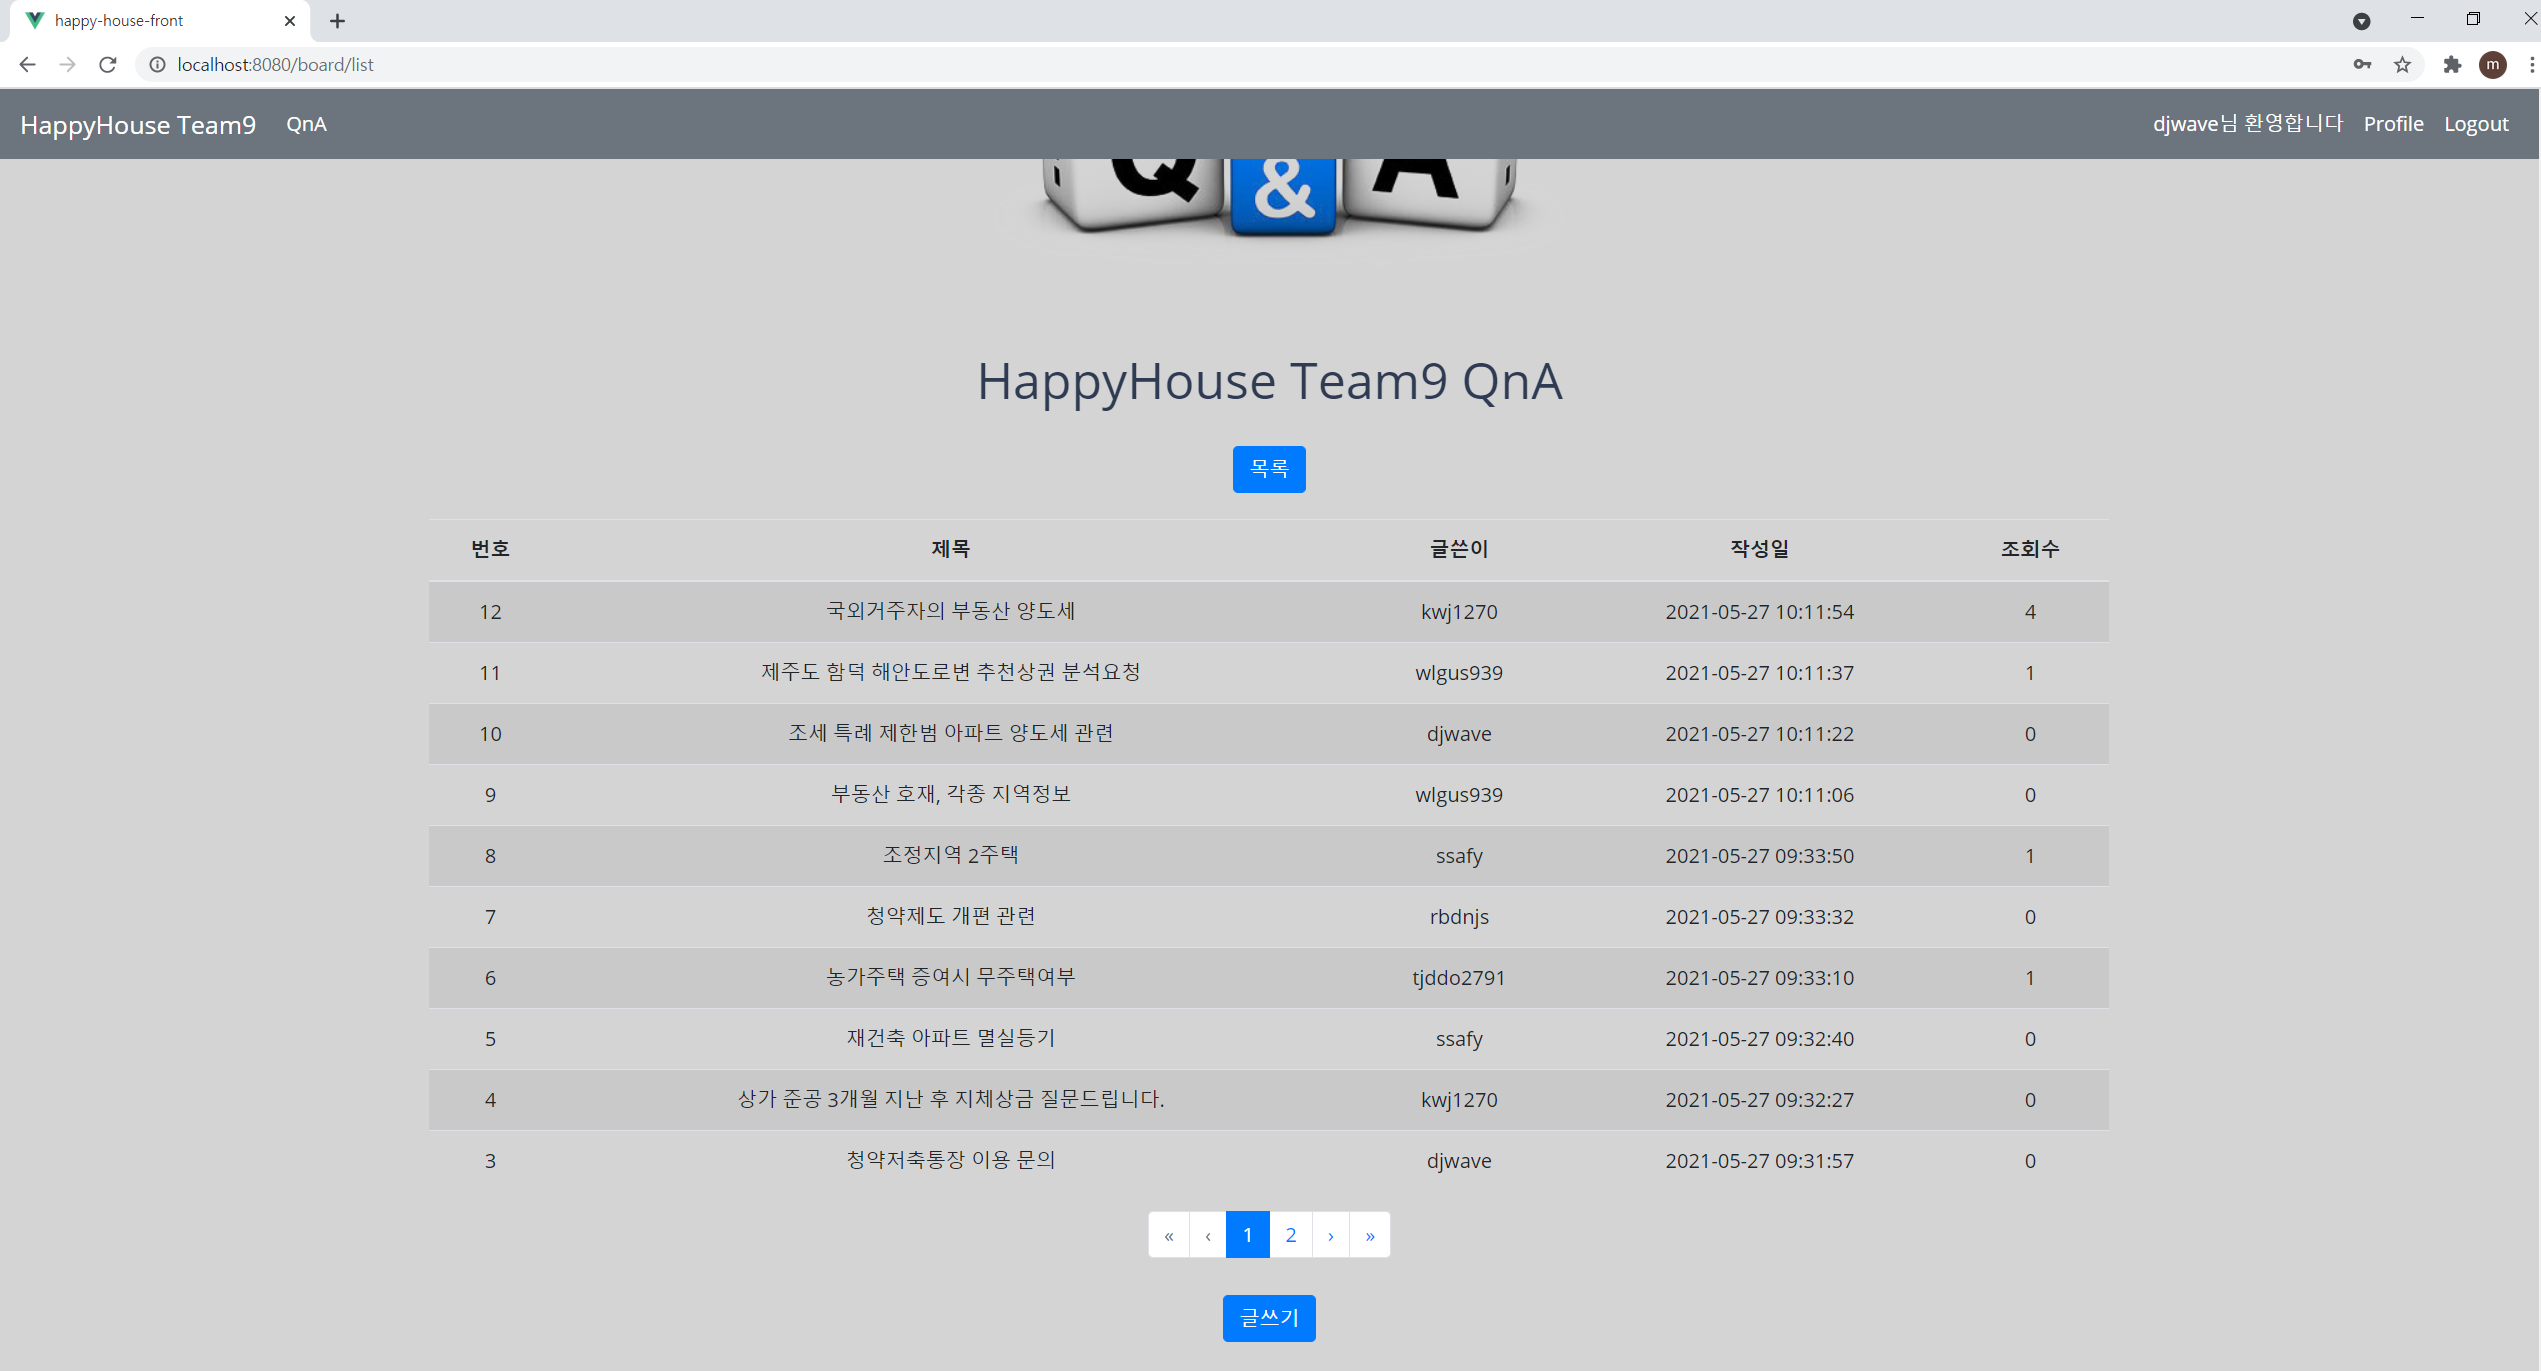 happy-house-front
localhost:8080/board/list
m
HappyHouse Team9 QnA djwave님 환영합니다 Profile Logout
Q & A
HappyHouse Team9 QnA
목록
번호 제목 글쓴이 작성일 조회수
12 국외거주자의 부동산 양도세 kwj1270 2021-05-27 10:11:54 4
11 제주도 함덕 해안도로변 추천상권 분석요청 wlgus939 2021-05-27 10:11:37 1
10 조세 특례 제한범 아파트 양도세 관련 djwave 2021-05-27 10:11:22 0
9 부동산 호재, 각종 지역정보 wlgus939 2021-05-27 10:11:06 0
8 조정지역 2주택 ssafy 2021-05-27 09:33:50 1
7 청약제도 개편 관련 rbdnjs 2021-05-27 09:33:32 0
6 농가주택 증여시 무주택여부 tjddo2791 2021-05-27 09:33:10 1
5 재건축 아파트 멸실등기 ssafy 2021-05-27 09:32:40 0
4 상가 준공 3개월 지난 후 지체상금 질문드립니다. kwj1270 2021-05-27 09:32:27 0
3 청약저축통장 이용 문의 djwave 2021-05-27 09:31:57 0
« ‹ 1 2 › »
글쓰기